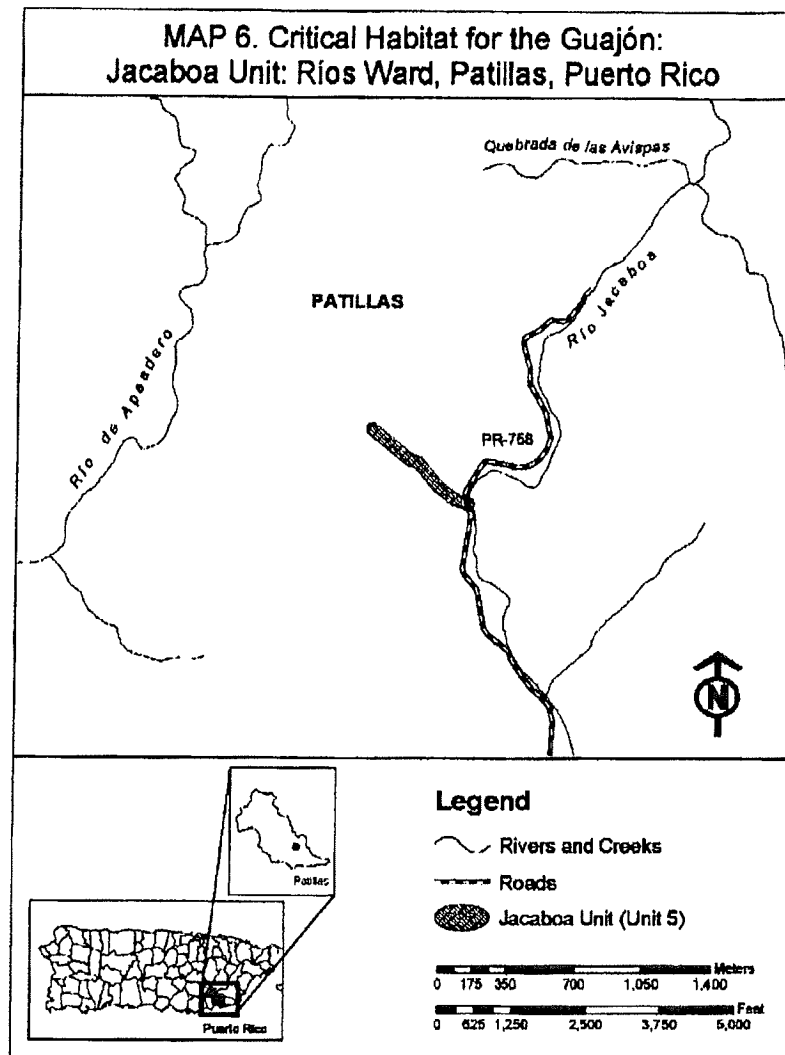 MAP 6. Critical Habitat for the Guajón:
Jacaboa Unit: Ríos Ward, Patillas, Puerto Rico
Quebrada de las Avispas
PATILLAS
Río Jacaboa
Río de Apeadero
PR-758
N
Patillas
Puerto Rico
Legend
Rivers and Creeks
Roads
Jacaboa Unit (Unit 5)
Meters
0 175 350 700 1,050 1,400
Feet
0 625 1,250 2,500 3,750 5,000